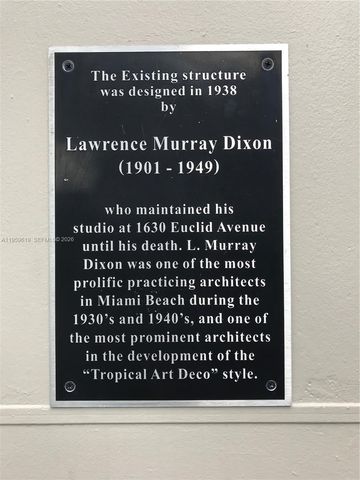 The Existing structure
was designed in 1938
by
Lawrence Murray Dixon
(1901 - 1949)
who maintained his
studio at 1630 Euclid Avenue
until his death. L. Murray
Dixon was one of the most
prolific practicing architects
in Miami Beach during the
1930's and 1940's, and one of
the most prominent architects
in the development of the
“Tropical Art Deco” style.